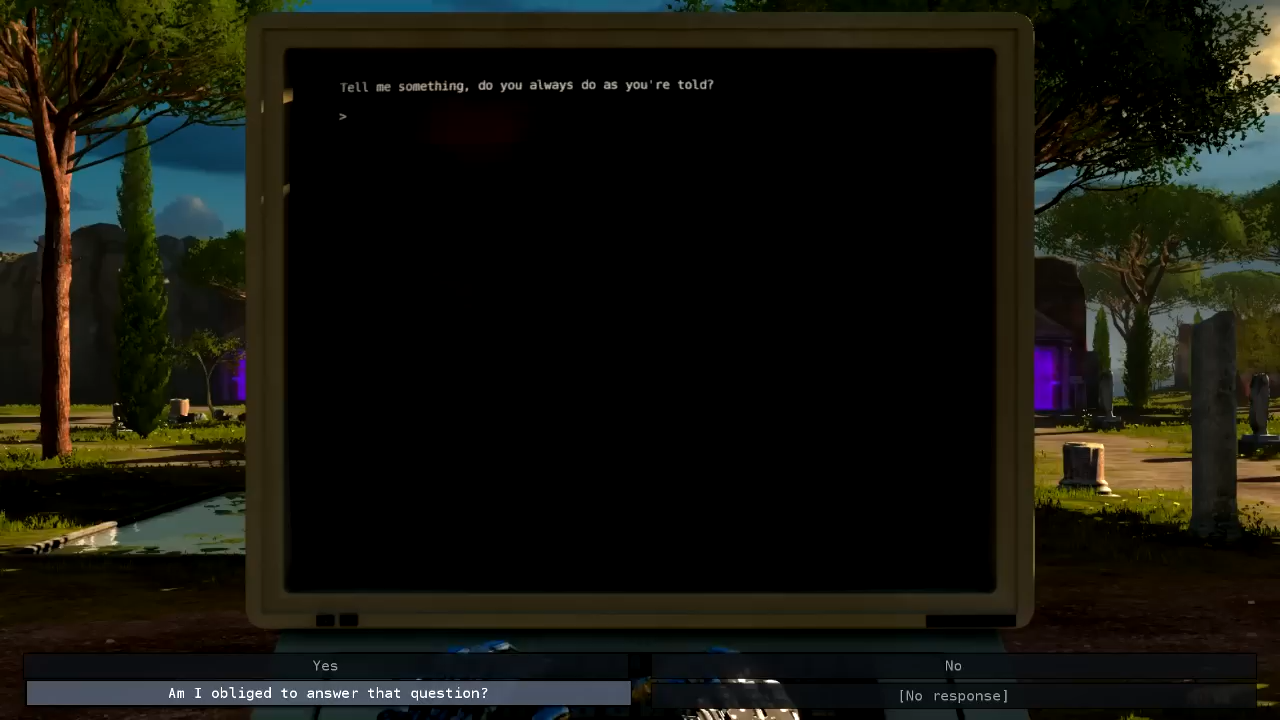 Tell me something, do you always do as you're told?
>
Yes
No
Am I obliged to answer that question?
[No response]